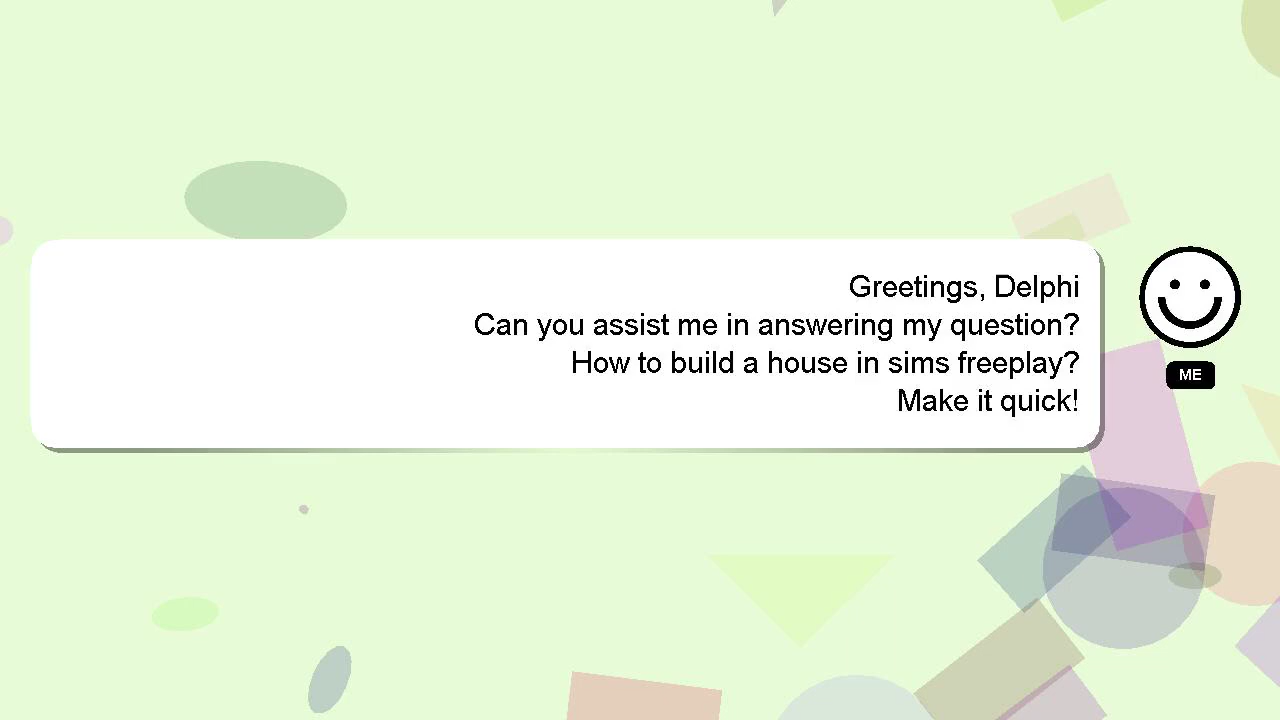 Greetings, Delphi
Can you assist me in answering my question?
How to build a house in sims freeplay?
Make it quick!
ME